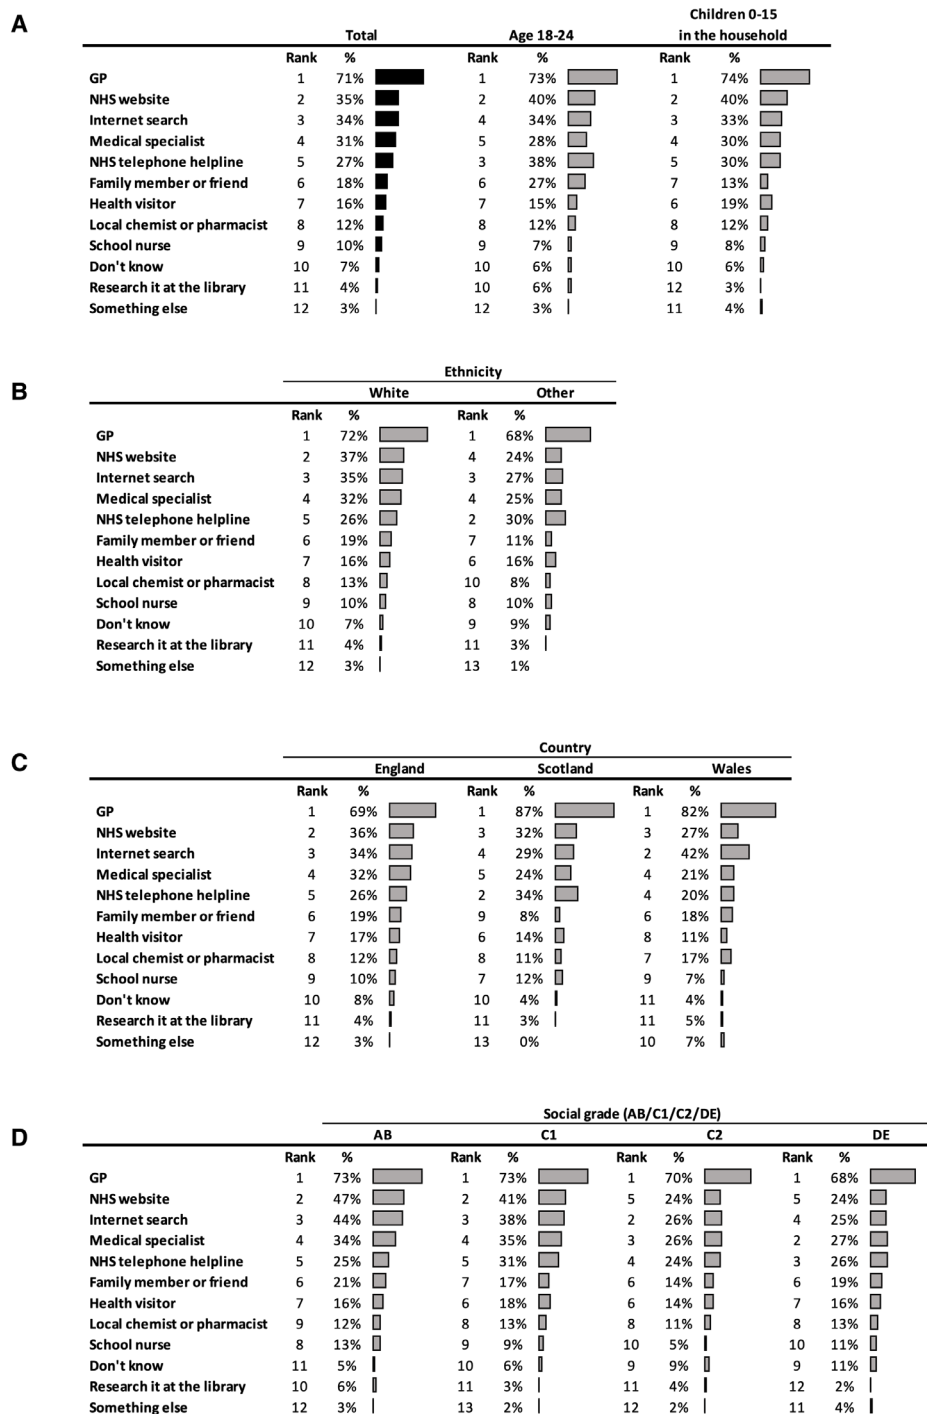 A
Children 0-15
Total Age 18-24 in the household
Rank % Rank % Rank %
GP 1 71% 1 73% 1 74%
NHS website 2 35% 2 40% 2 40%
Internet search 3 34% 4 34% 3 33%
Medical specialist 4 31% 5 28% 4 30%
NHS telephone helpline 5 27% 3 38% 5 30%
Family member or friend 6 18% 6 27% 7 13%
Health visitor 7 16% 7 15% 6 19%
Local chemist or pharmacist 8 12% 8 12% 8 12%
School nurse 9 10% 9 7% 9 8%
Don't know 10 7% 10 6% 10 6%
Research it at the library 11 4% 10 6% 12 3%
Something else 12 3% 12 3% 11 4%
B
Ethnicity
White Other
Rank % Rank %
GP 1 72% 1 68%
NHS website 2 37% 4 24%
Internet search 3 35% 3 27%
Medical specialist 4 32% 4 25%
NHS telephone helpline 5 26% 2 30%
Family member or friend 6 19% 7 11%
Health visitor 7 16% 6 16%
Local chemist or pharmacist 8 13% 10 8%
School nurse 9 10% 8 10%
Don't know 10 7% 9 9%
Research it at the library 11 4% 11 3%
Something else 12 3% 13 1%
C
Country
England Scotland Wales
Rank % Rank % Rank %
GP 1 69% 1 87% 1 82%
NHS website 2 36% 3 32% 3 27%
Internet search 3 34% 4 29% 2 42%
Medical specialist 4 32% 5 24% 4 21%
NHS telephone helpline 5 26% 2 34% 4 20%
Family member or friend 6 19% 9 8% 6 18%
Health visitor 7 17% 6 14% 8 11%
Local chemist or pharmacist 8 12% 8 11% 7 17%
School nurse 9 10% 7 12% 9 7%
Don't know 10 8% 10 4% 11 4%
Research it at the library 11 4% 11 3% 11 5%
Something else 12 3% 13 0% 10 7%
D
Social grade (AB/C1/C2/DE)
AB C1 C2 DE
Rank % Rank % Rank % Rank %
GP 1 73% 1 73% 1 70% 1 68%
NHS website 2 47% 2 41% 5 24% 5 24%
Internet search 3 44% 3 38% 2 26% 4 25%
Medical specialist 4 34% 4 35% 3 26% 2 27%
NHS telephone helpline 5 25% 5 31% 4 24% 3 26%
Family member or friend 6 21% 7 17% 6 14% 6 19%
Health visitor 7 16% 6 18% 6 14% 7 16%
Local chemist or pharmacist 9 12% 8 13% 8 11% 8 13%
School nurse 8 13% 9 9% 10 5% 10 11%
Don't know 11 5% 10 6% 9 9% 9 11%
Research it at the library 10 6% 11 3% 11 4% 12 2%
Something else 12 3% 13 2% 12 2% 11 4%